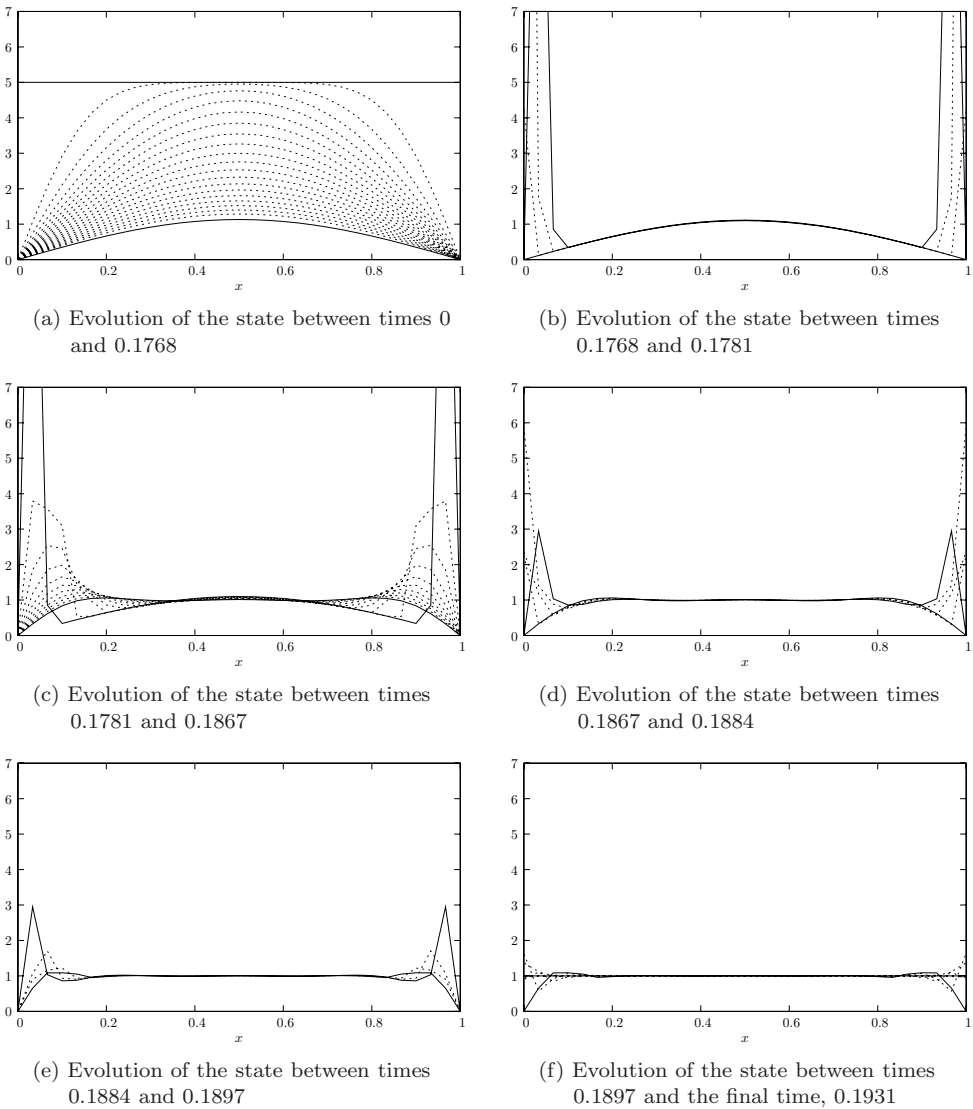 7
6
5
4
3
2
1
0
0 0.2 0.4 0.6 0.8 1
x
(a) Evolution of the state between times 0
and 0.1768
7
6
5
4
3
2
1
0
0 0.2 0.4 0.6 0.8 1
x
(b) Evolution of the state between times
0.1768 and 0.1781
7
6
5
4
3
2
1
0
0 0.2 0.4 0.6 0.8 1
x
(c) Evolution of the state between times
0.1781 and 0.1867
7
6
5
4
3
2
1
0
0 0.2 0.4 0.6 0.8 1
x
(d) Evolution of the state between times
0.1867 and 0.1884
7
6
5
4
3
2
1
0
0 0.2 0.4 0.6 0.8 1
x
(e) Evolution of the state between times
0.1884 and 0.1897
7
6
5
4
3
2
1
0
0 0.2 0.4 0.6 0.8 1
x
(f) Evolution of the state between times
0.1897 and the final time, 0.1931